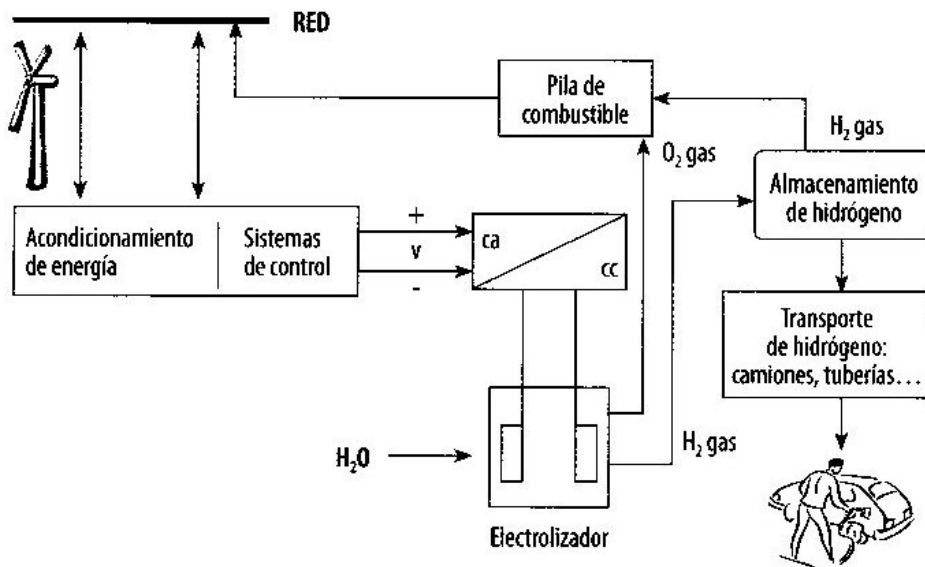 RED
Pila de
combustible
H₂ gas
O₂ gas
Almacenamiento
de hidrógeno
Acondicionamiento
de energía
Sistemas
de control
+
v
-
ca
cc
Transporte
de hidrógeno:
camiones, tuberías...
H₂O
H₂ gas
Electrolizador